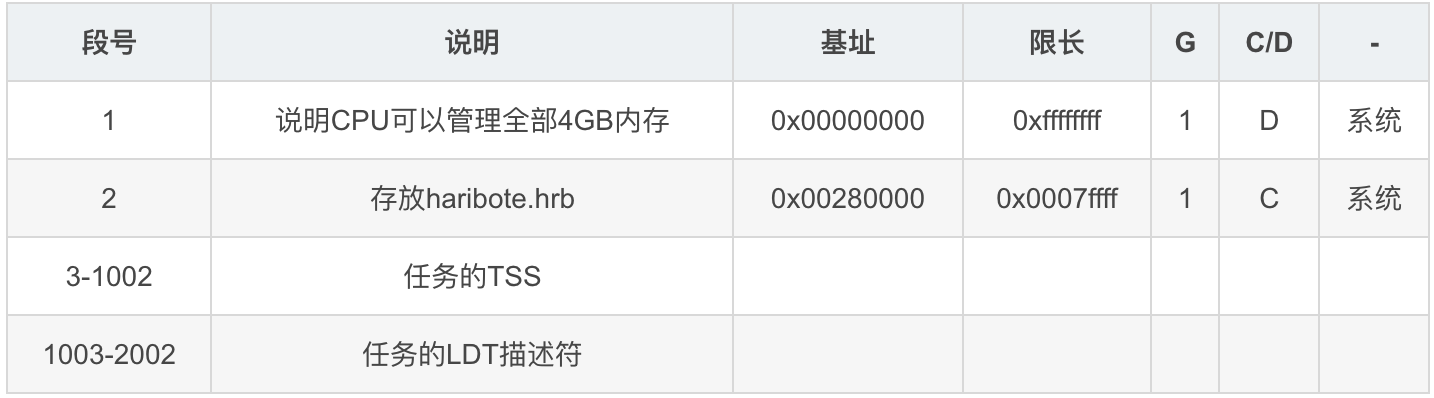 段号 说明 基址 限长 G C/D -
1 说明CPU可以管理全部4GB内存 0x00000000 0xffffffff 1 D 系统
2 存放haribote.hrb 0x00280000 0x0007ffff 1 C 系统
3-1002 任务的TSS
1003-2002 任务的LDT描述符